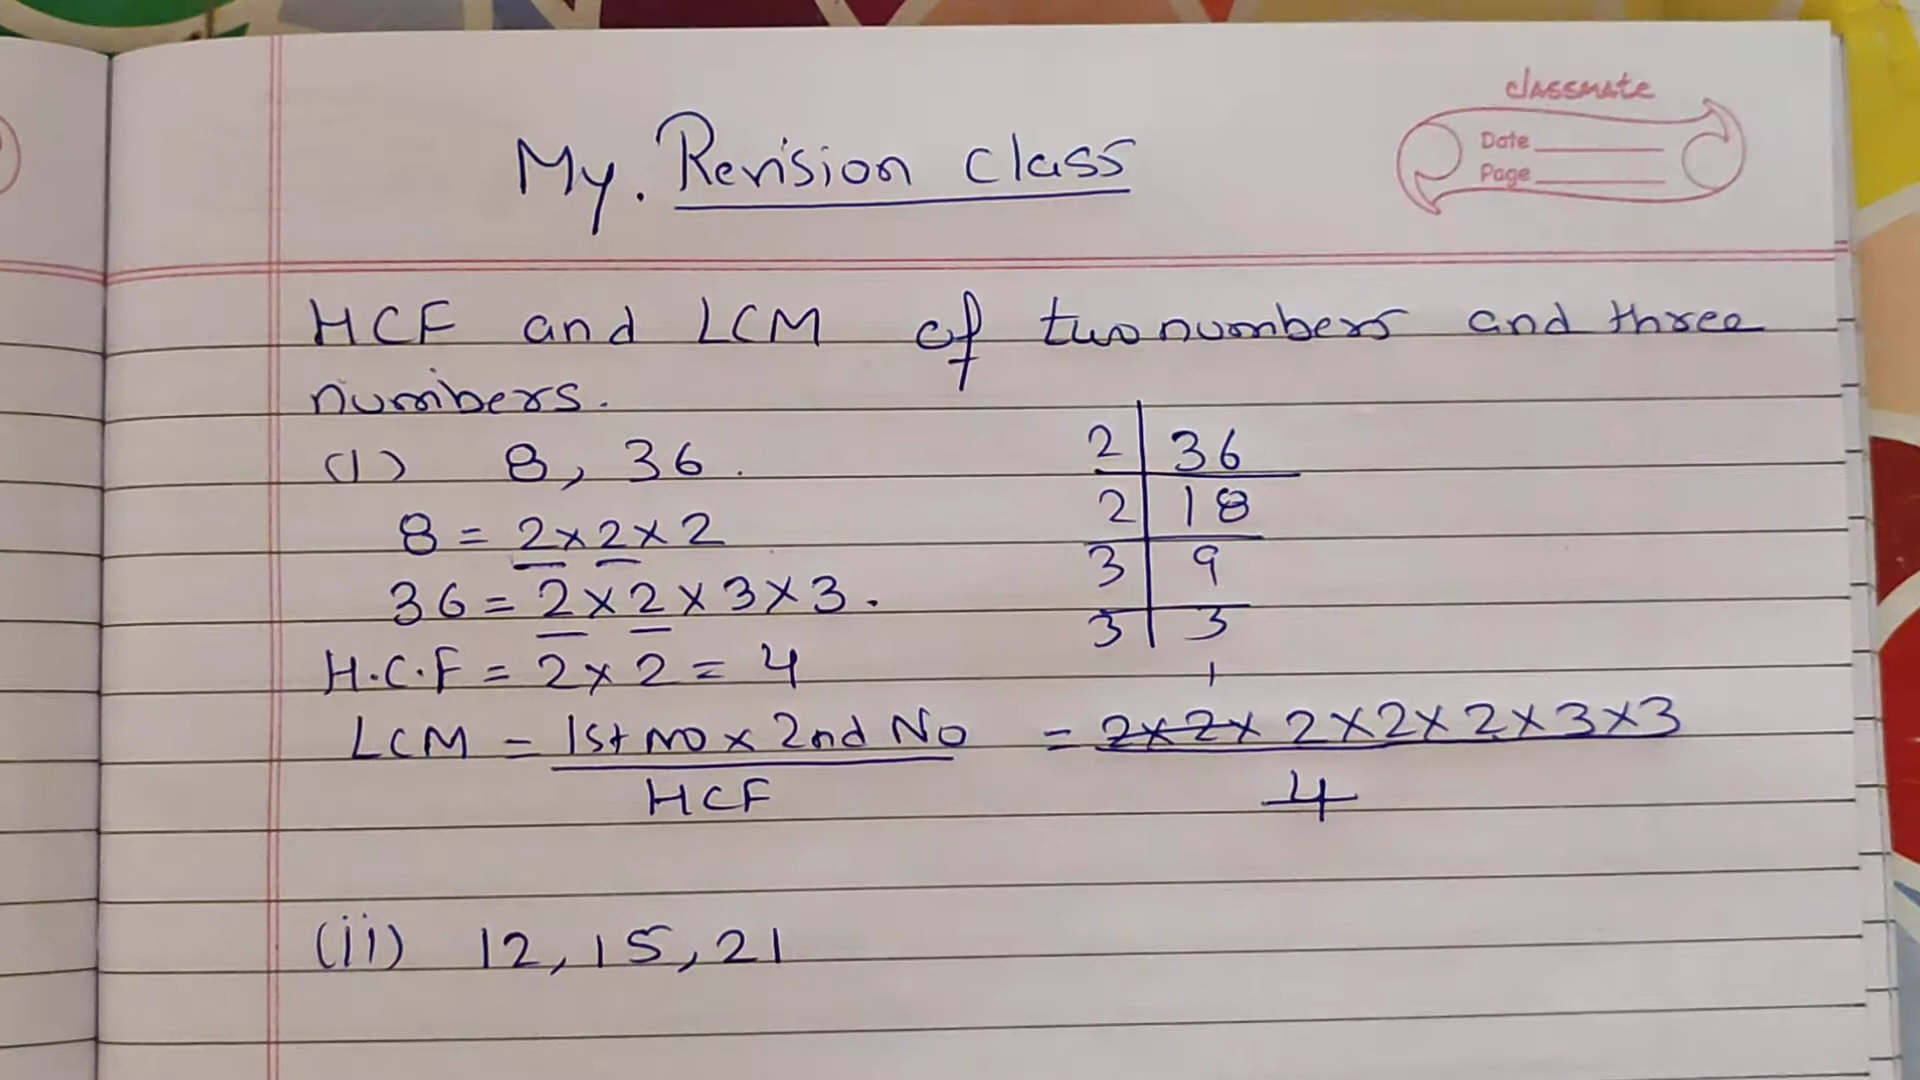 classmate
Date
Page
My. Revision class
HCF and LCM of two numbers and three
numbers.
(1) 8, 36.
8 = 2×2×2
36 = 2×2×3×3.
H.C.F = 2×2 = 4
2 | 36
2 | 18
3 | 9
3 | 3
1
LCM = 1st no × 2nd No / HCF = 2×2×2×2×2×3×3 / 4
(ii) 12, 15, 21